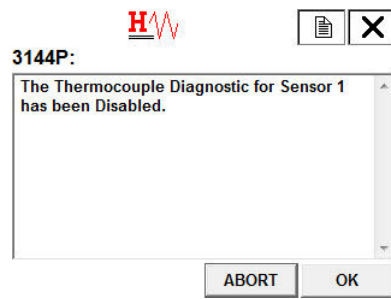 H
3144P:
The Thermocouple Diagnostic for Sensor 1
has been Disabled.
ABORT OK